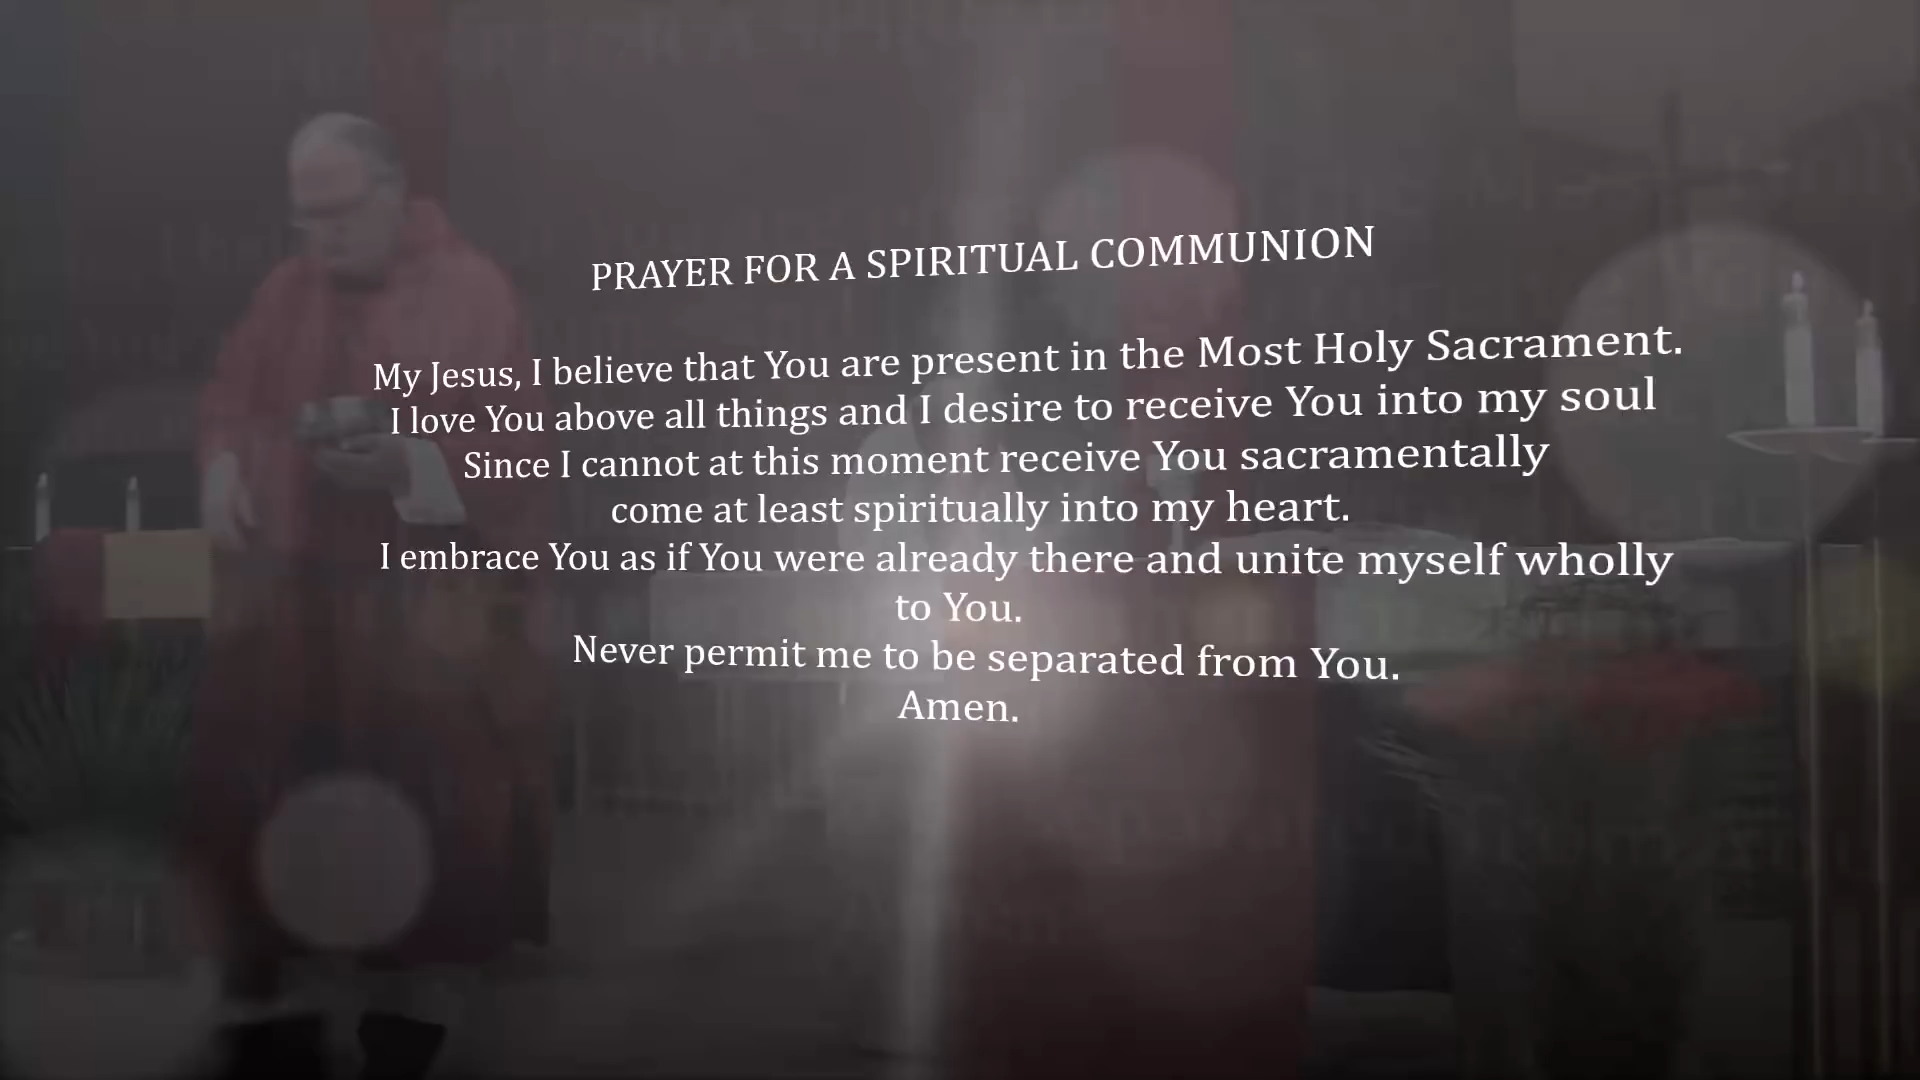 PRAYER FOR A SPIRITUAL COMMUNION
My Jesus, I believe that You are present in the Most Holy Sacrament.
I love You above all things and I desire to receive You into my soul
Since I cannot at this moment receive You sacramentally
come at least spiritually into my heart.
I embrace You as if You were already there and unite myself wholly
to You.
Never permit me to be separated from You.
Amen.